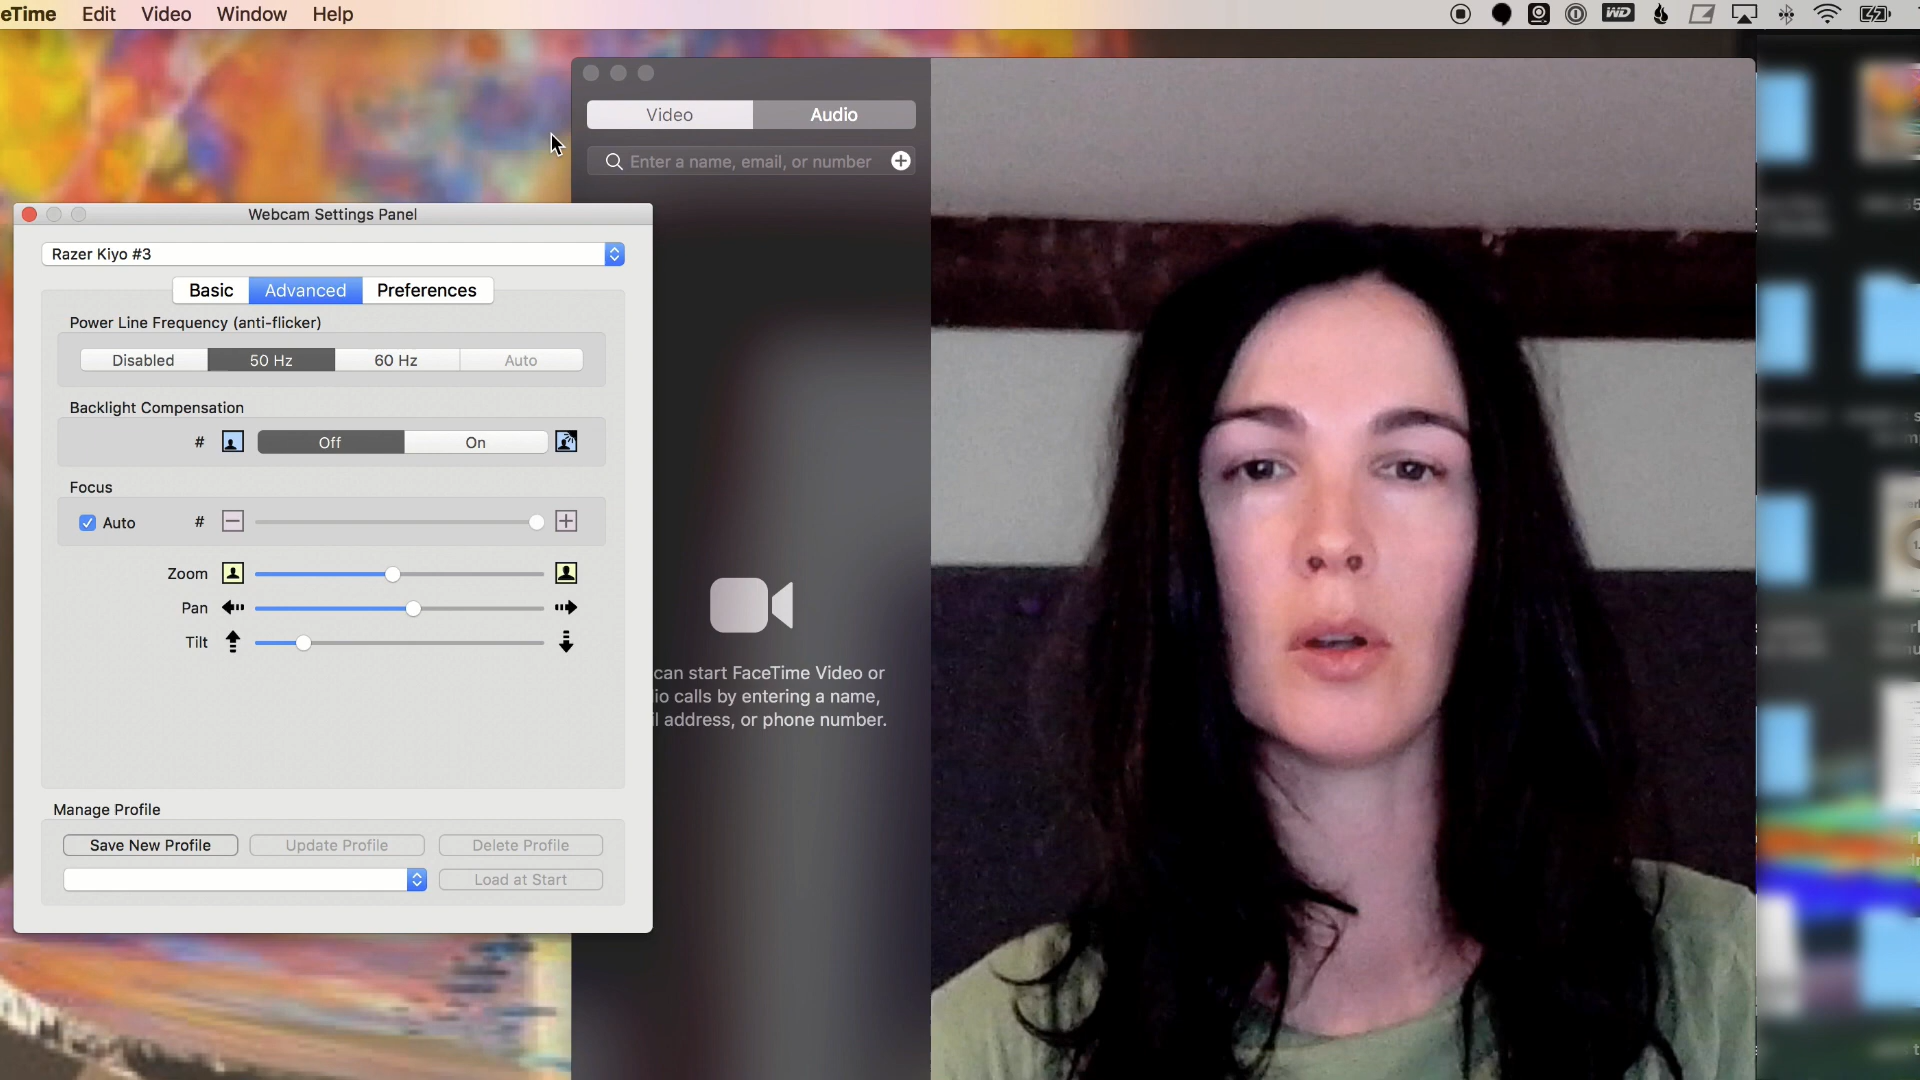 eTime Edit Video Window Help
WD
Video Audio
Enter a name, email, or number
Webcam Settings Panel
Razer Kiyo #3
Basic Advanced Preferences
Power Line Frequency (anti-flicker)
Disabled 50 Hz 60 Hz Auto
Backlight Compensation
# Off On
Focus
Auto #
Zoom
Pan
Tilt
can start FaceTime Video or
io calls by entering a name,
l address, or phone number.
Manage Profile
Save New Profile Update Profile Delete Profile
Load at Start